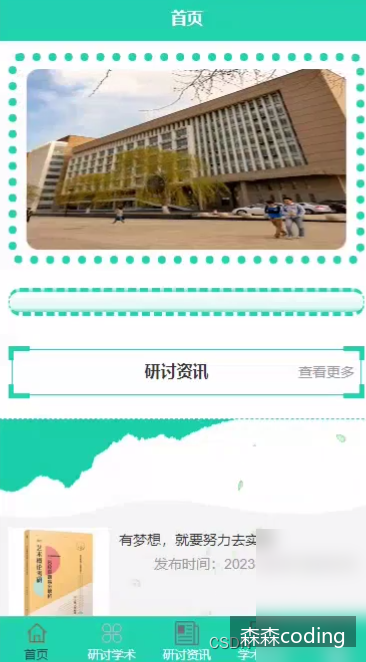 首页
研讨资讯
查看更多
有梦想，就要努力去实
发布时间：2023
首页
研讨学术
研讨资讯
学术
CSD
森森coding